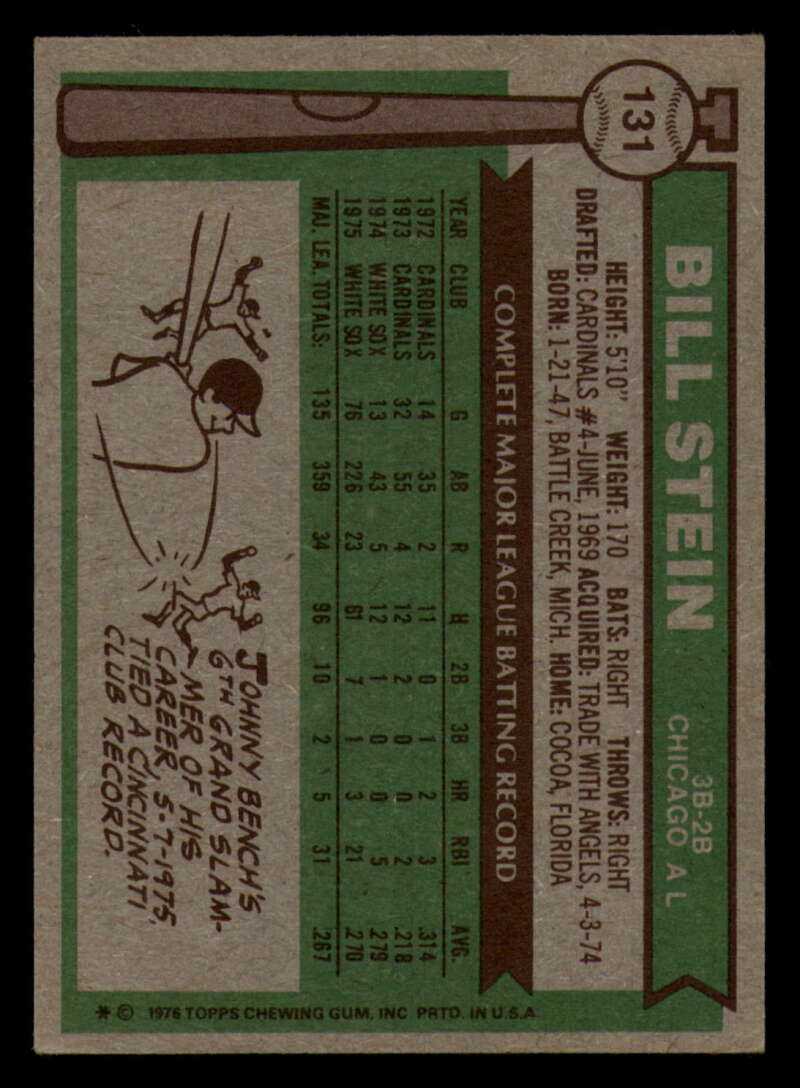 131
BILL STEIN
3B-2B
CHICAGO A L
HEIGHT: 5'10" WEIGHT: 170 BATS: RIGHT THROWS: RIGHT
DRAFTED: CARDINALS #4-JUNE, 1969 ACQUIRED: TRADE WITH ANGELS, 4-3-74
BORN: 1-21-47, BATTLE CREEK, MICH. HOME: COCOA, FLORIDA
COMPLETE MAJOR LEAGUE BATTING RECORD
YEAR CLUB G AB R H 2B 3B HR RBI AVG.
1972 CARDINALS 14 35 2 11 0 1 2 3 .314
1973 CARDINALS 32 55 4 12 2 0 0 2 .218
1974 WHITE SOX 13 43 5 12 1 0 0 5 .279
1975 WHITE SOX 76 226 23 61 7 1 3 21 .270
MAJ. LEA. TOTALS: 135 359 34 96 10 2 5 31 .267
JOHNNY BENCH'S
6TH GRAND SLAM-
MER OF HIS
CAREER, 5-7-1975,
TIED A CINCINNATI
CLUB RECORD.
* © 1976 TOPPS CHEWING GUM, INC PRTD. IN U.S.A